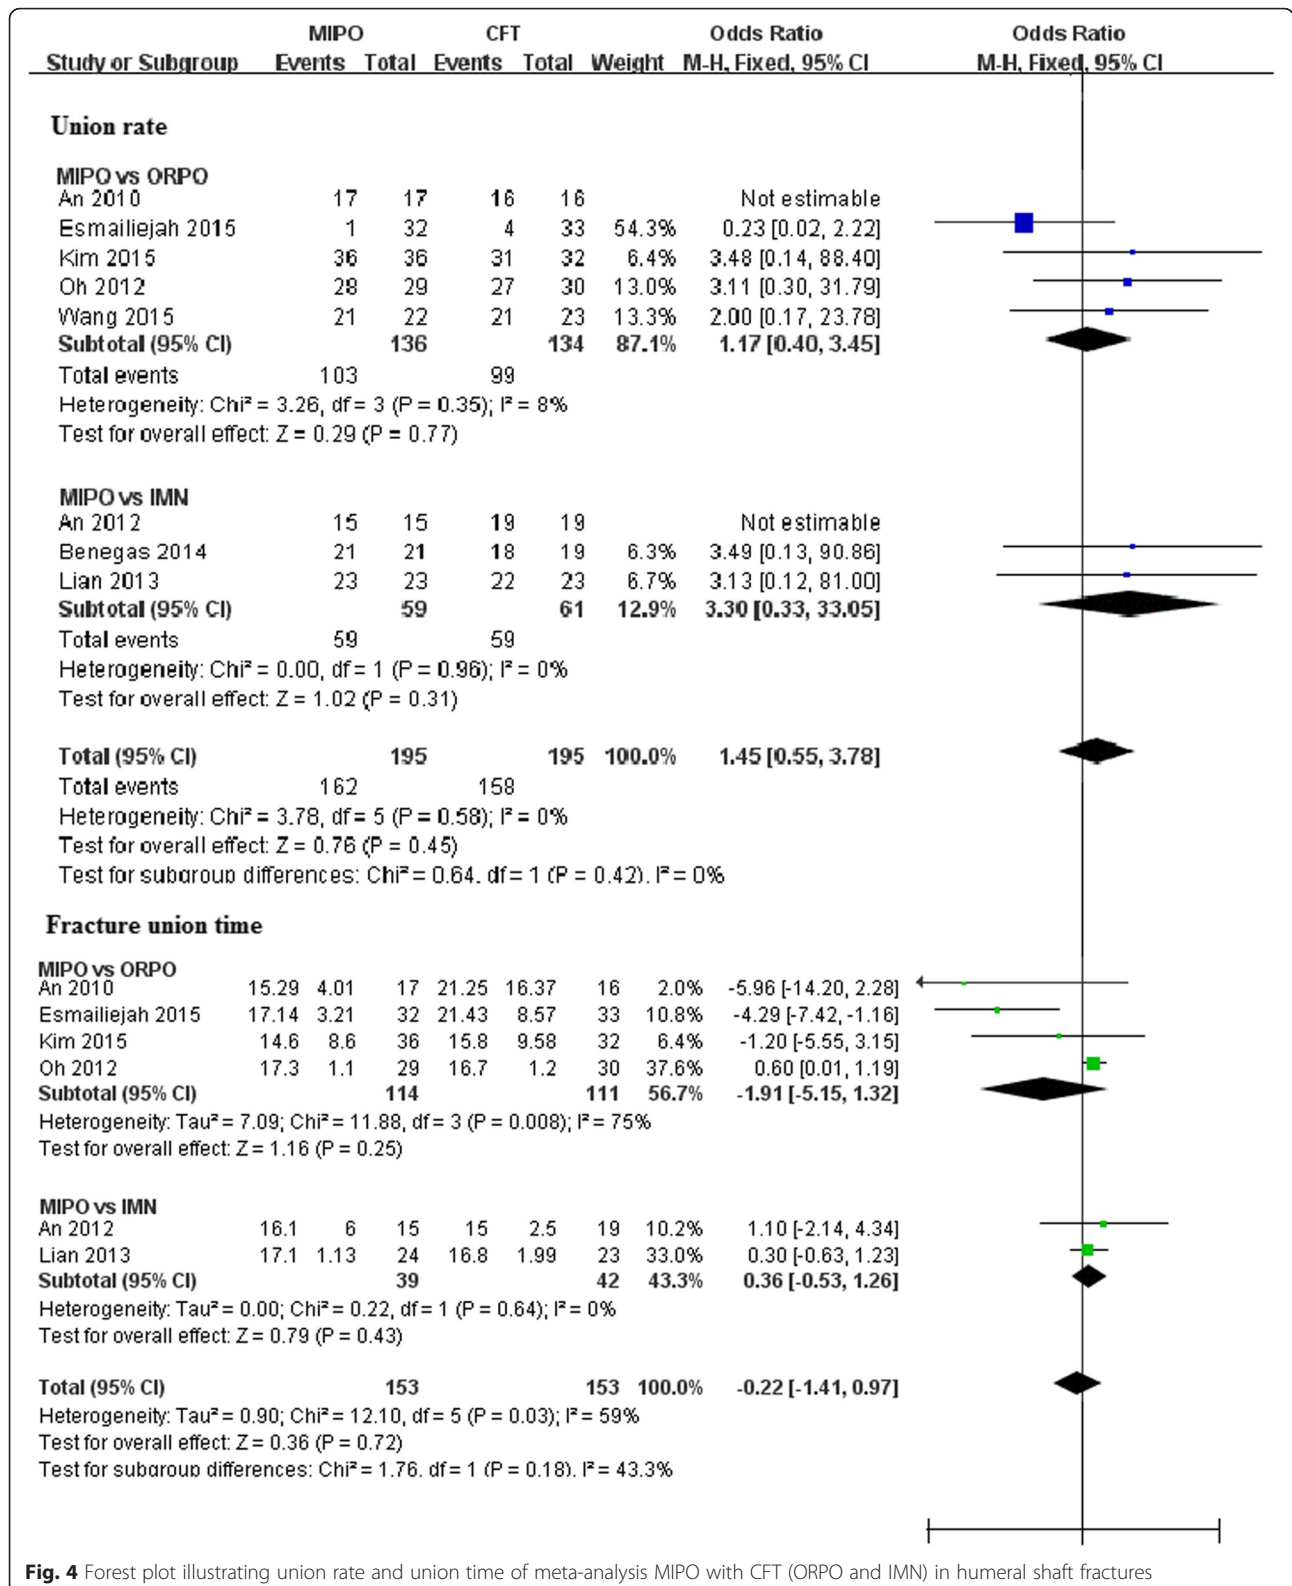 MIPO CFT Odds Ratio Odds Ratio
Study or Subgroup Events Total Events Total Weight M-H, Fixed, 95% CI M-H, Fixed, 95% CI
Union rate
MIPO vs ORPO
An 2010 17 17 16 16 Not estimable
Esmailiejah 2015 1 32 4 33 54.3% 0.23 [0.02, 2.22]
Kim 2015 36 36 31 32 6.4% 3.48 [0.14, 88.40]
Oh 2012 28 29 27 30 13.0% 3.11 [0.30, 31.79]
Wang 2015 21 22 21 23 13.3% 2.00 [0.17, 23.78]
Subtotal (95% CI) 136 134 87.1% 1.17 [0.40, 3.45]
Total events 103 99
Heterogeneity: Chi² = 3.26, df = 3 (P = 0.35); I² = 8%
Test for overall effect: Z = 0.29 (P = 0.77)
MIPO vs IMN
An 2012 15 15 19 19 Not estimable
Benegas 2014 21 21 18 19 6.3% 3.49 [0.13, 90.86]
Lian 2013 23 23 22 23 6.7% 3.13 [0.12, 81.00]
Subtotal (95% CI) 59 61 12.9% 3.30 [0.33, 33.05]
Total events 59 59
Heterogeneity: Chi² = 0.00, df = 1 (P = 0.96); I² = 0%
Test for overall effect: Z = 1.02 (P = 0.31)
Total (95% CI) 195 195 100.0% 1.45 [0.55, 3.78]
Total events 162 158
Heterogeneity: Chi² = 3.78, df = 5 (P = 0.58); I² = 0%
Test for overall effect: Z = 0.76 (P = 0.45)
Test for subgroup differences: Chi² = 0.64. df = 1 (P = 0.42). I² = 0%
Fracture union time
MIPO vs ORPO
An 2010 15.29 4.01 17 21.25 16.37 16 2.0% -5.96 [-14.20, 2.28]
Esmailiejah 2015 17.14 3.21 32 21.43 8.57 33 10.8% -4.29 [-7.42, -1.16]
Kim 2015 14.6 8.6 36 15.8 9.58 32 6.4% -1.20 [-5.55, 3.15]
Oh 2012 17.3 1.1 29 16.7 1.2 30 37.6% 0.60 [0.01, 1.19]
Subtotal (95% CI) 114 111 56.7% -1.91 [-5.15, 1.32]
Heterogeneity: Tau² = 7.09; Chi² = 11.88, df = 3 (P = 0.008); I² = 75%
Test for overall effect: Z = 1.16 (P = 0.25)
MIPO vs IMN
An 2012 16.1 6 15 15 2.5 19 10.2% 1.10 [-2.14, 4.34]
Lian 2013 17.1 1.13 24 16.8 1.99 23 33.0% 0.30 [-0.63, 1.23]
Subtotal (95% CI) 39 42 43.3% 0.36 [-0.53, 1.26]
Heterogeneity: Tau² = 0.00; Chi² = 0.22, df = 1 (P = 0.64); I² = 0%
Test for overall effect: Z = 0.79 (P = 0.43)
Total (95% CI) 153 153 100.0% -0.22 [-1.41, 0.97]
Heterogeneity: Tau² = 0.90; Chi² = 12.10, df = 5 (P = 0.03); I² = 59%
Test for overall effect: Z = 0.36 (P = 0.72)
Test for subgroup differences: Chi² = 1.76. df = 1 (P = 0.18). I² = 43.3%
Fig. 4 Forest plot illustrating union rate and union time of meta-analysis MIPO with CFT (ORPO and IMN) in humeral shaft fractures